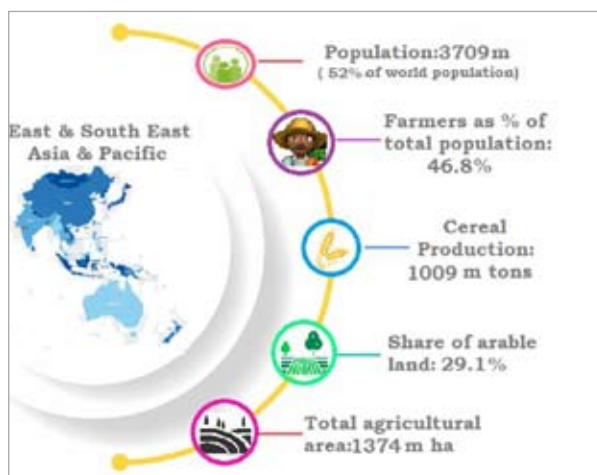 Population:3709m
( 52% of world population)
East & South East
Asia & Pacific
Farmers as % of
total population:
46.8%
Cereal
Production:
1009 m tons
Share of arable
land: 29.1%
Total agricultural
area:1374m ha